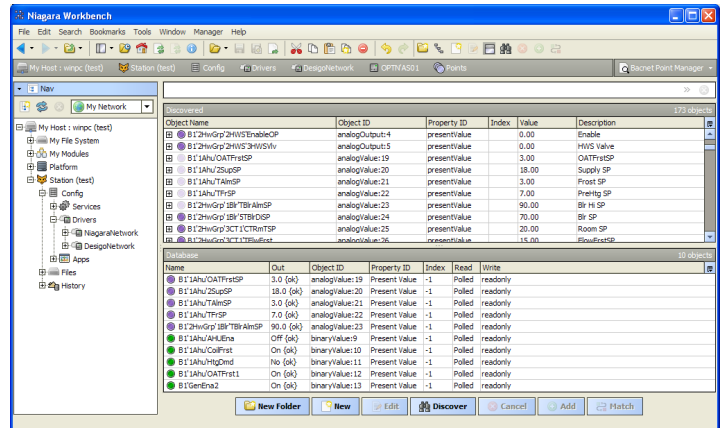 Niagara Workbench
File Edit Search Bookmarks Tools Window Manager Help
My Host : winpc (test) Station (test) Config Drivers DesigoNetwork OPTN'AS01 Points Bacnet Point Manager
Nav
My Network
My Host : winpc (test)
My File System
My Modules
Platform
Station (test)
Config
Services
Drivers
NiagaraNetwork
DesigoNetwork
Apps
Files
History
Discovered 173 objects
Object Name Object ID Property ID Index Value Description
B1'2HwGrp'2HWS'EnableOP analogOutput:4 presentValue 0.00 Enable
B1'2HwGrp'2HWS'3HWSVlv analogOutput:5 presentValue 0.00 HWS Valve
B1'1Ahu'OATFrstSP analogValue:19 presentValue 3.00 OATFrstSP
B1'1Ahu'2SupSP analogValue:20 presentValue 18.00 Supply SP
B1'1Ahu'TAlmSP analogValue:21 presentValue 3.00 Frost SP
B1'1Ahu'TFrSP analogValue:22 presentValue 7.00 PreHtg SP
B1'2HwGrp'1Blr'TBlrAlmSP analogValue:23 presentValue 90.00 Blr Hi SP
B1'2HwGrp'1Blr'5TBlrDiSP analogValue:24 presentValue 70.00 Blr SP
B1'2HwGrp'3CT1'CTRmTSP analogValue:25 presentValue 20.00 Room SP
B1'2HwGrp'3CT1'TFlwFrst analogValue:26 presentValue 15.00 FlowFrstSP
Database 10 objects
Name Out Object ID Property ID Index Read Write
B1'1Ahu'OATFrstSP 3.0 {ok} analogValue:19 Present Value -1 Polled readonly
B1'1Ahu'2SupSP 18.0 {ok} analogValue:20 Present Value -1 Polled readonly
B1'1Ahu'TAlmSP 3.0 {ok} analogValue:21 Present Value -1 Polled readonly
B1'1Ahu'TFrSP 7.0 {ok} analogValue:22 Present Value -1 Polled readonly
B1'2HwGrp'1Blr'TBlrAlmSP 90.0 {ok} analogValue:23 Present Value -1 Polled readonly
B1'1Ahu'AHUEna Off {ok} binaryValue:9 Present Value -1 Polled readonly
B1'1Ahu'CoilFrst On {ok} binaryValue:10 Present Value -1 Polled readonly
B1'1Ahu'HtgDmd No {ok} binaryValue:11 Present Value -1 Polled readonly
B1'1Ahu'OATFrst1 On {ok} binaryValue:12 Present Value -1 Polled readonly
B1'GenEna2 On {ok} binaryValue:13 Present Value -1 Polled readonly
New Folder New Edit Discover Cancel Add Match